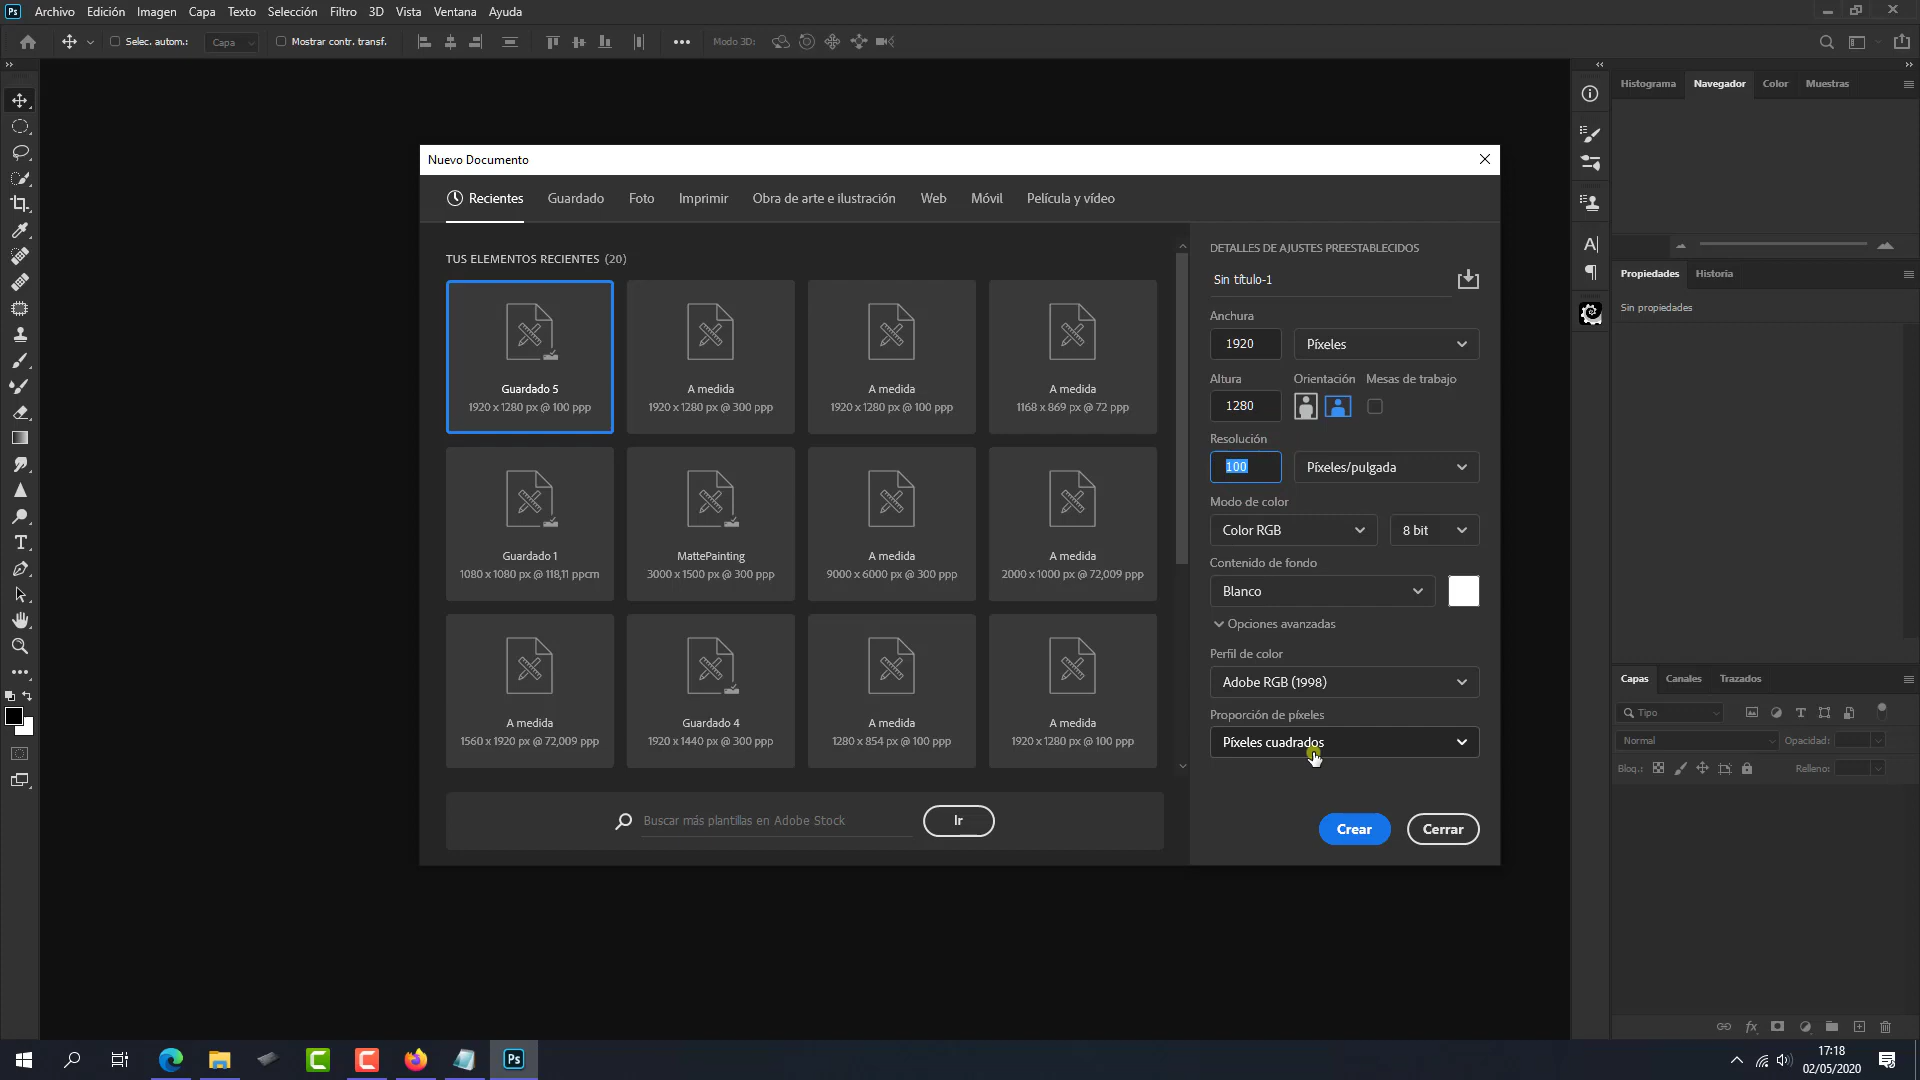 Ps Archivo Edición Imagen Capa Texto Selección Filtro 3D Vista Ventana Ayuda
Selec. autom.: Capa Mostrar contr. transf. Modo 3D:
Histograma Navegador Color Muestras
Nuevo Documento
Recientes Guardado Foto Imprimir Obra de arte e ilustración Web Móvil Película y vídeo
TUS ELEMENTOS RECIENTES (20)
Guardado 5
1920 x 1280 px @ 100 ppp
A medida
1920 x 1280 px @ 300 ppp
A medida
1920 x 1280 px @ 100 ppp
A medida
1168 x 869 px @ 72 ppp
Guardado 1
1080 x 1080 px @ 118,11 ppcm
MattePainting
3000 x 1500 px @ 300 ppp
A medida
9000 x 6000 px @ 300 ppp
A medida
2000 x 1000 px @ 72,009 ppp
A medida
1560 x 1920 px @ 72,009 ppp
Guardado 4
1920 x 1440 px @ 300 ppp
A medida
1280 x 854 px @ 100 ppp
A medida
1920 x 1280 px @ 100 ppp
Buscar más plantillas en Adobe Stock
Ir
DETALLES DE AJUSTES PREESTABLECIDOS
Sin título-1
Anchura
1920 Píxeles
Altura Orientación Mesas de trabajo
1280
Resolución
100 Píxeles/pulgada
Modo de color
Color RGB 8 bit
Contenido de fondo
Blanco
Opciones avanzadas
Perfil de color
Adobe RGB (1998)
Proporción de píxeles
Píxeles cuadrados
Crear Cerrar
Propiedades Historia
Sin propiedades
Capas Canales Trazados
Tipo
Normal Opacidad:
Bloq.: Relleno:
fx
Ps
17:18
02/05/2020